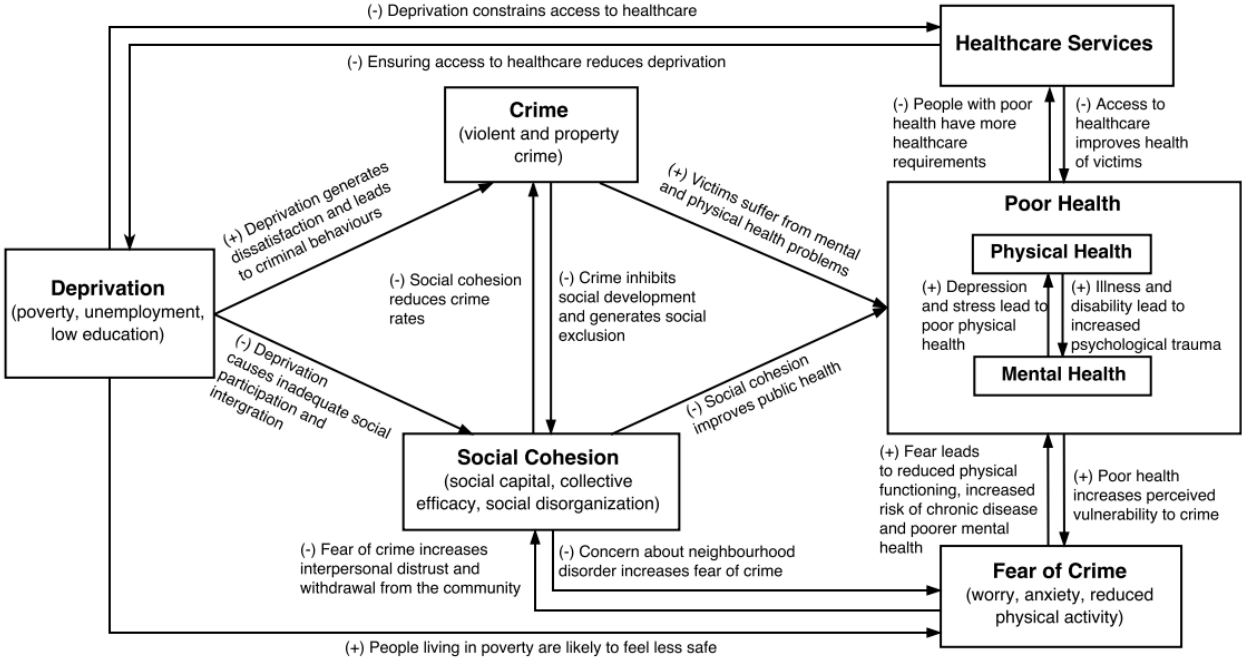 (-) Deprivation constrains access to healthcare
Healthcare Services
(-) Ensuring access to healthcare reduces deprivation
Crime
(violent and property
crime)
(-) People with poor
health have more
healthcare
requirements
(-) Access to
healthcare
improves health
of victims
(+) Deprivation generates
dissatisfaction and leads
to criminal behaviours
(+) Victims suffer from mental
and physical health problems
Poor Health
Physical Health
(+) Depression
and stress lead to
poor physical
health
(+) Illness and
disability lead to
increased
psychological trauma
Mental Health
Deprivation
(poverty, unemployment,
low education)
(-) Social cohesion
reduces crime
rates
(-) Crime inhibits
social development
and generates social
exclusion
(-) Deprivation
causes inadequate social
participation and
intergration
(-) Social cohesion
improves public health
Social Cohesion
(social capital, collective
efficacy, social disorganization)
(+) Fear leads
to reduced physical
functioning, increased
risk of chronic disease
and poorer mental
health
(+) Poor health
increases perceived
vulnerability to crime
(-) Fear of crime increases
interpersonal distrust and
withdrawal from the community
(-) Concern about neighbourhood
disorder increases fear of crime
Fear of Crime
(worry, anxiety, reduced
physical activity)
(+) People living in poverty are likely to feel less safe